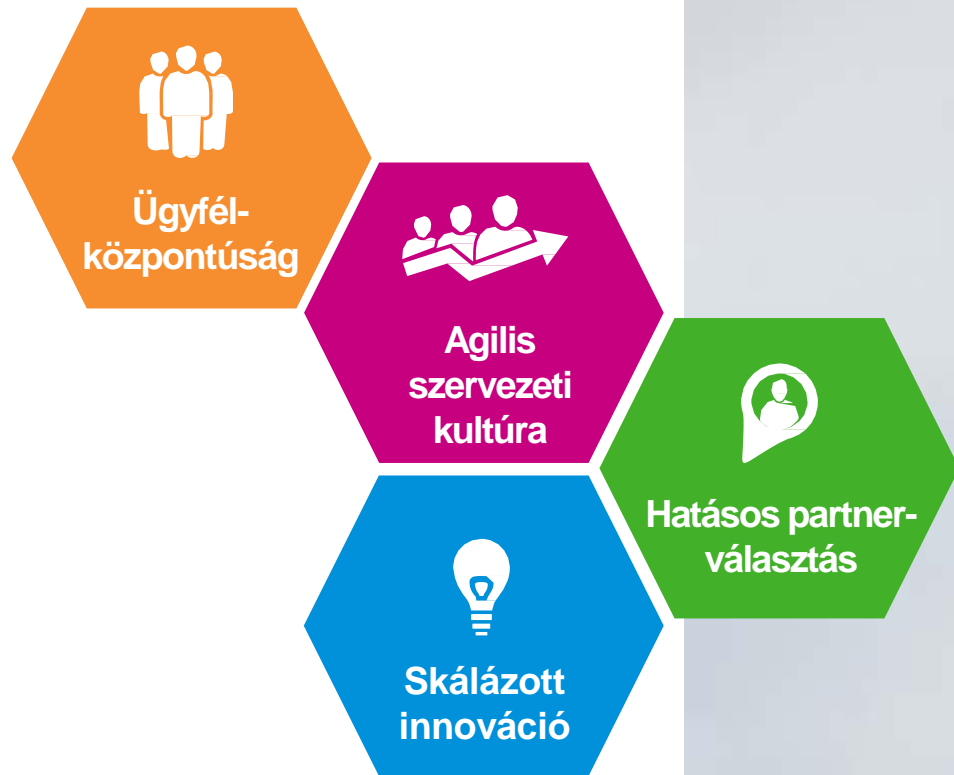 Ügyfél-
központúság
Agilis
szervezeti
kultúra
Hatásos partner-
választás
Skálázott
innováció